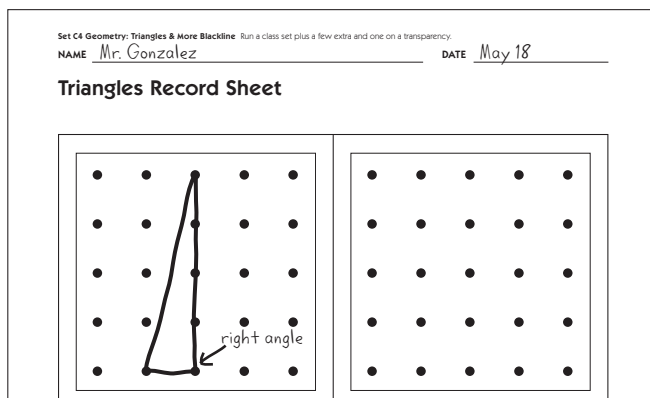 Set C4 Geometry: Triangles & More Blackline Run a class set plus a few extra and one on a transparency.
NAME Mr. Gonzalez DATE May 18
Triangles Record Sheet
right angle